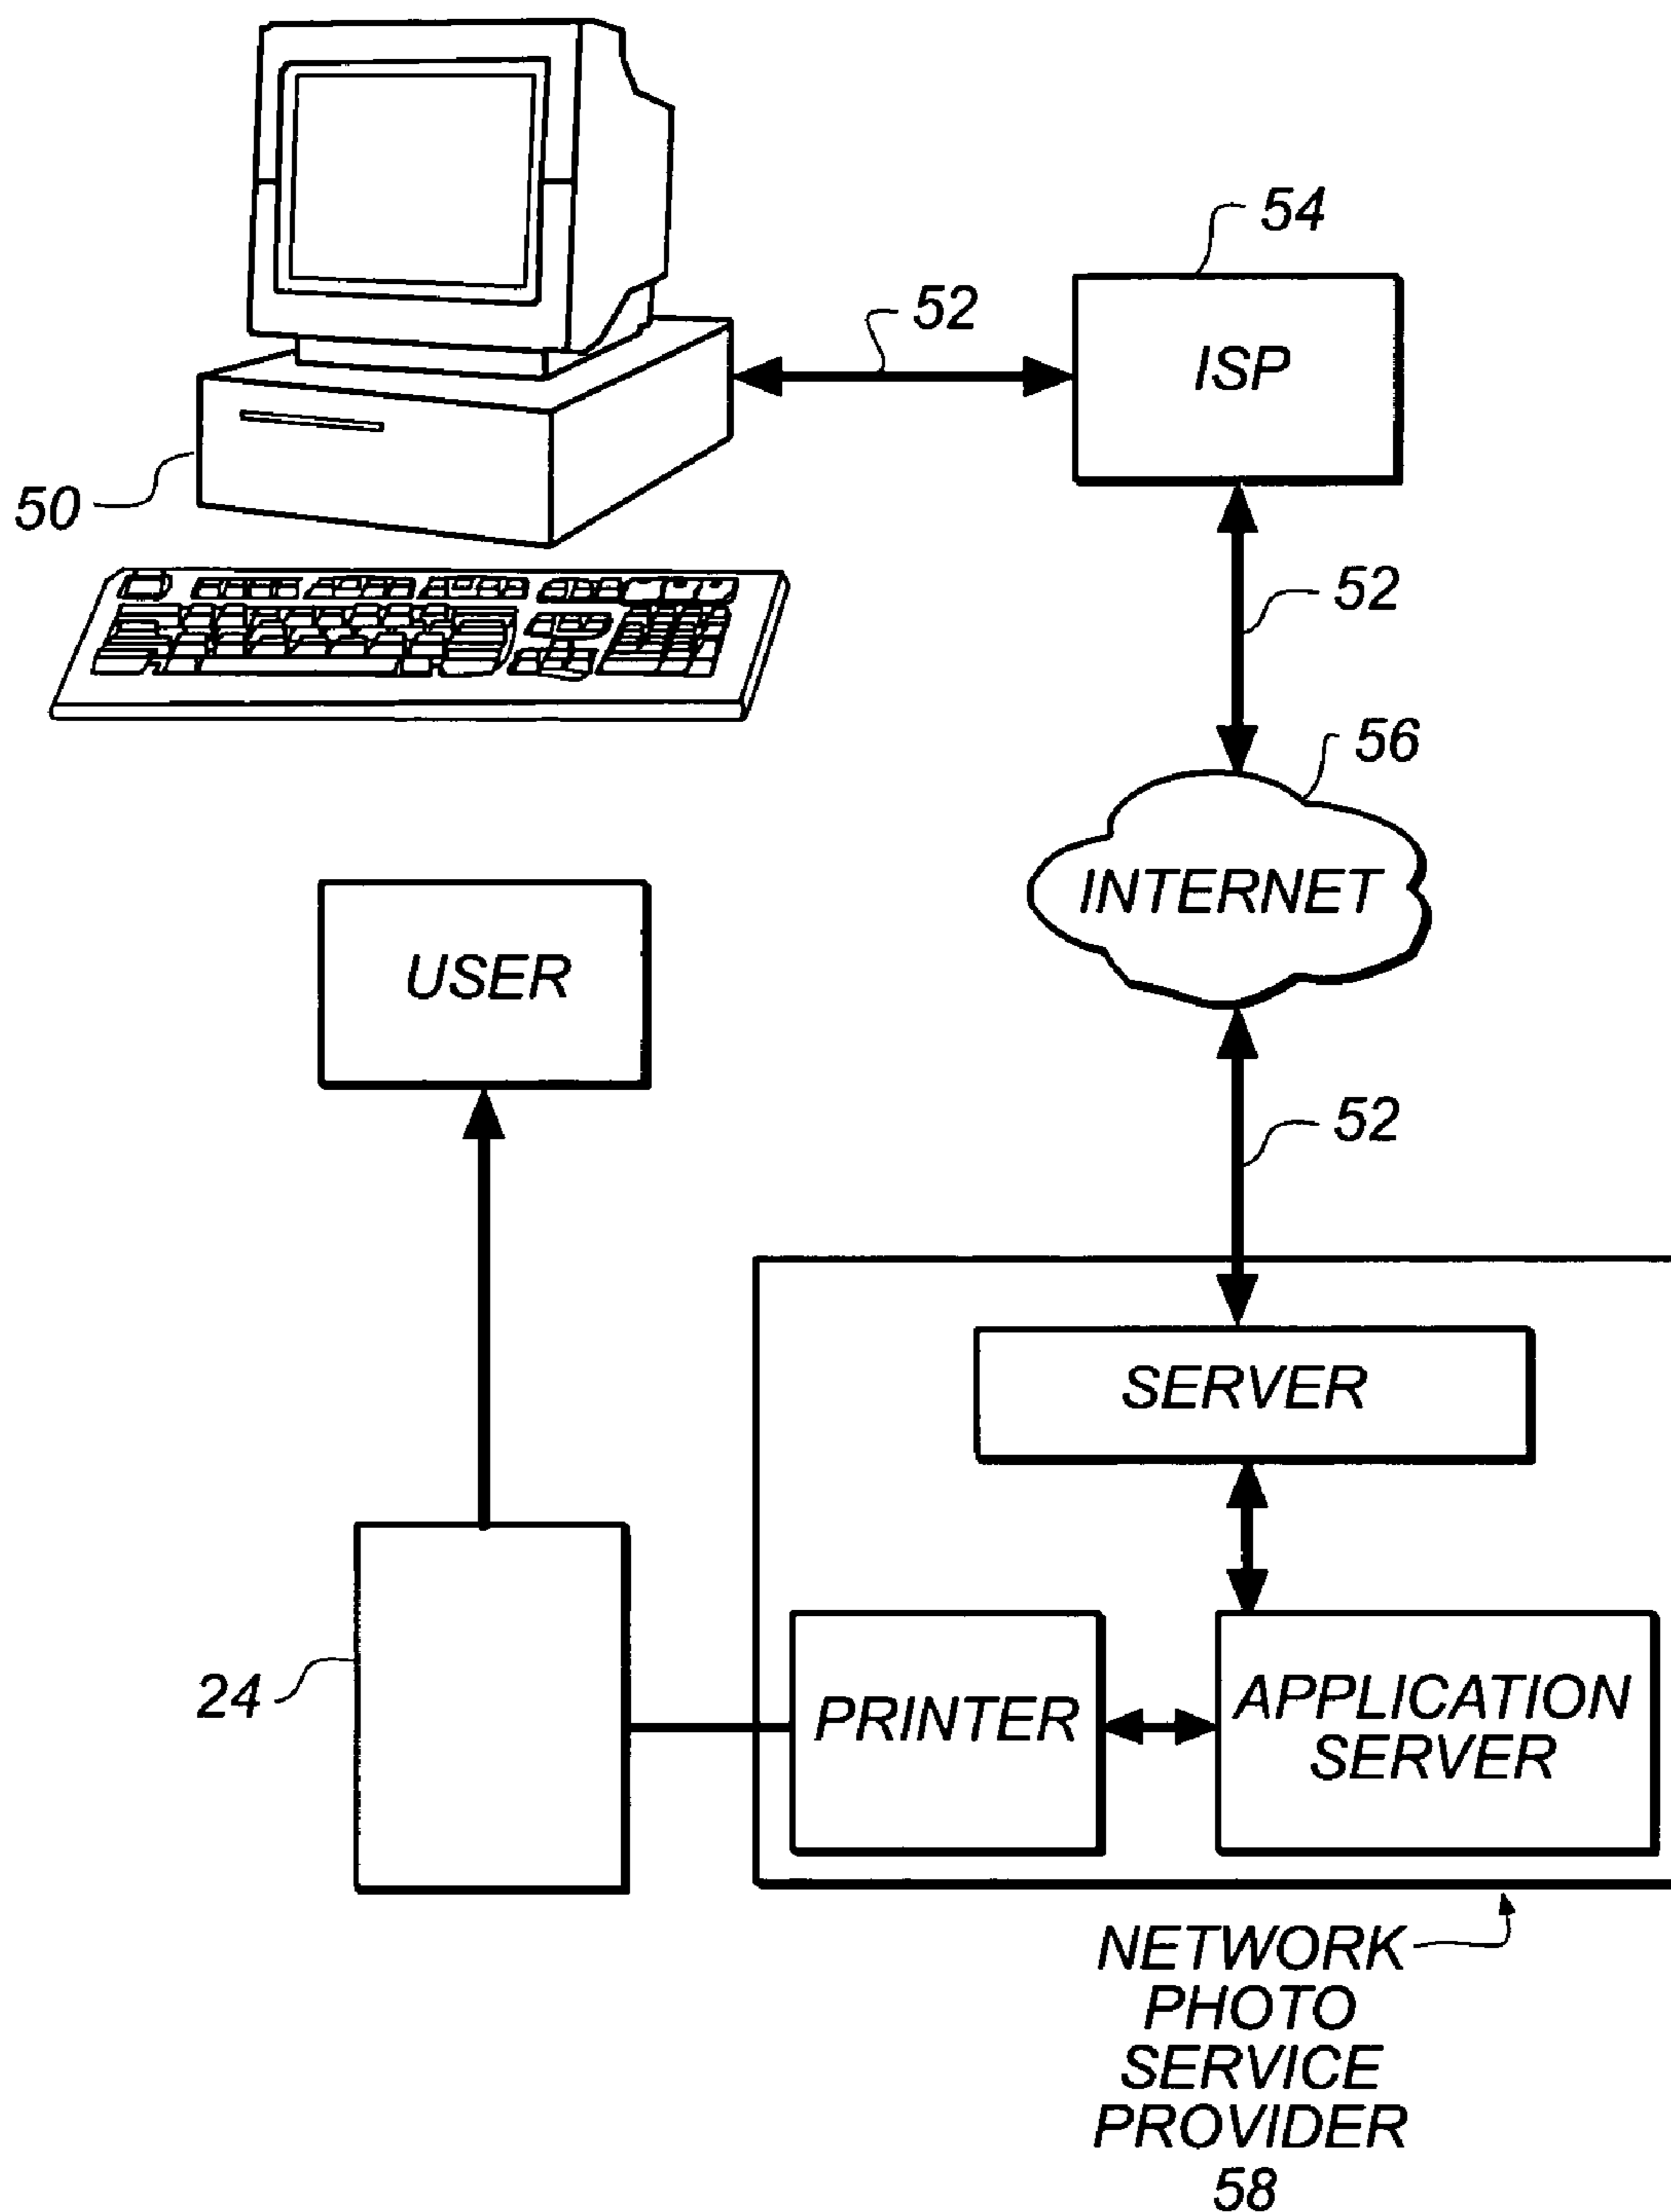 54
52
ISP
50
52
56
INTERNET
USER
52
SERVER
24
PRINTER
APPLICATION
SERVER
NETWORK
PHOTO
SERVICE
PROVIDER
58